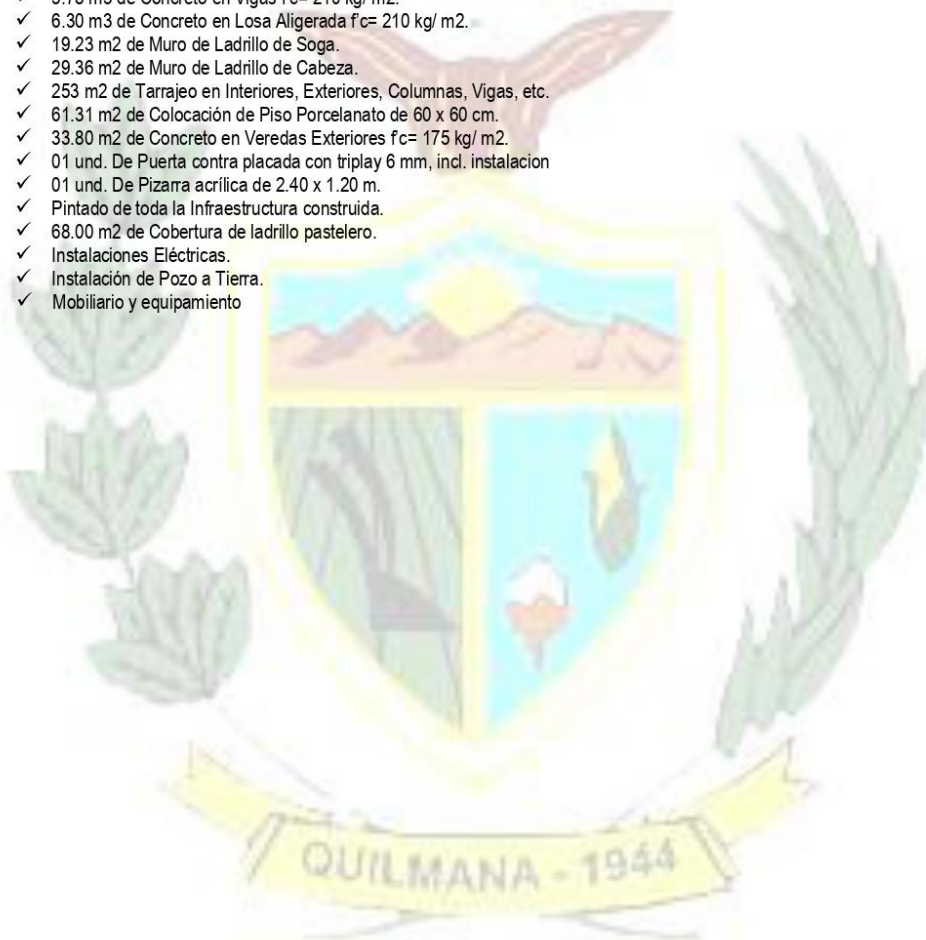 ✓ 6.30 m3 de Concreto en Losa Aligerada f'c= 210 kg/ m2.
✓ 19.23 m2 de Muro de Ladrillo de Soga.
✓ 29.36 m2 de Muro de Ladrillo de Cabeza.
✓ 253 m2 de Tarrajeo en Interiores, Exteriores, Columnas, Vigas, etc.
✓ 61.31 m2 de Colocación de Piso Porcelanato de 60 x 60 cm.
✓ 33.80 m2 de Concreto en Veredas Exteriores f'c= 175 kg/ m2.
✓ 01 und. De Puerta contra placada con triplay 6 mm, incl. instalacion
✓ 01 und. De Pizarra acrílica de 2.40 x 1.20 m.
✓ Pintado de toda la Infraestructura construida.
✓ 68.00 m2 de Cobertura de ladrillo pastelero.
✓ Instalaciones Eléctricas.
✓ Instalación de Pozo a Tierra.
✓ Mobiliario y equipamiento
QUILMANA - 1944